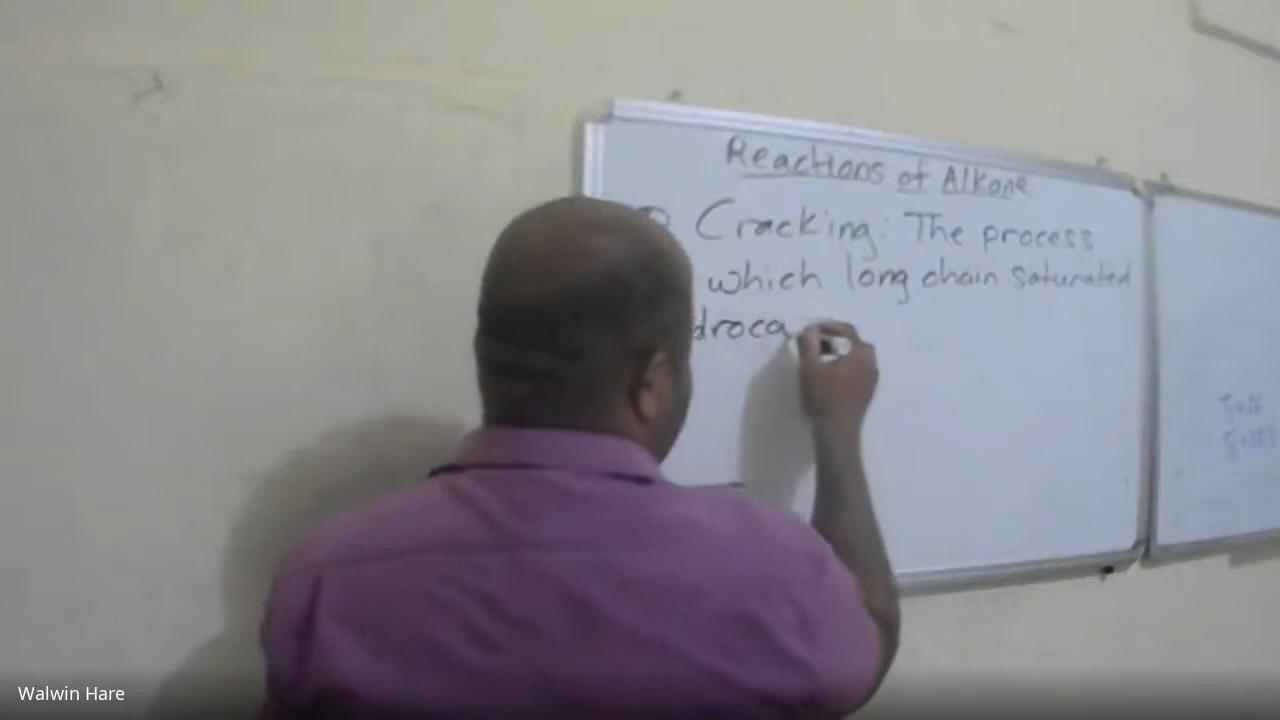 Reactions of Alkane
Cracking: The process
which long chain saturated
droca
Walwin Hare